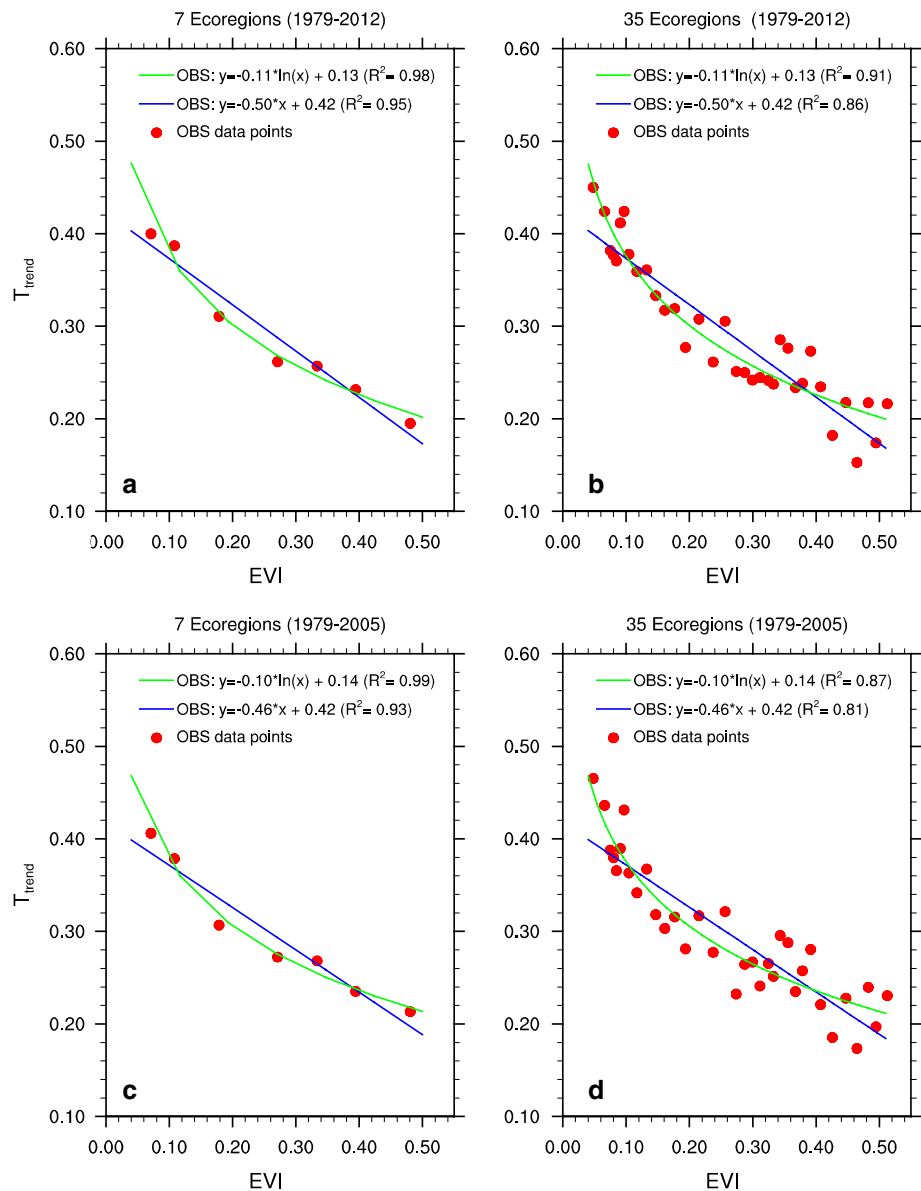 7 Ecoregions (1979-2012)
0.60
0.50
0.40
0.30
0.20
0.10
T_trend
OBS: y=-0.11*ln(x) + 0.13 (R² = 0.98)
OBS: y=-0.50*x + 0.42 (R² = 0.95)
OBS data points
a
0.00 0.10 0.20 0.30 0.40 0.50
EVI
35 Ecoregions (1979-2012)
OBS: y=-0.11*ln(x) + 0.13 (R² = 0.91)
OBS: y=-0.50*x + 0.42 (R² = 0.86)
OBS data points
b
0.00 0.10 0.20 0.30 0.40 0.50
EVI
7 Ecoregions (1979-2005)
0.60
0.50
0.40
0.30
0.20
0.10
T_trend
OBS: y=-0.10*ln(x) + 0.14 (R² = 0.99)
OBS: y=-0.46*x + 0.42 (R² = 0.93)
OBS data points
c
0.00 0.10 0.20 0.30 0.40 0.50
EVI
35 Ecoregions (1979-2005)
OBS: y=-0.10*ln(x) + 0.14 (R² = 0.87)
OBS: y=-0.46*x + 0.42 (R² = 0.81)
OBS data points
d
0.00 0.10 0.20 0.30 0.40 0.50
EVI